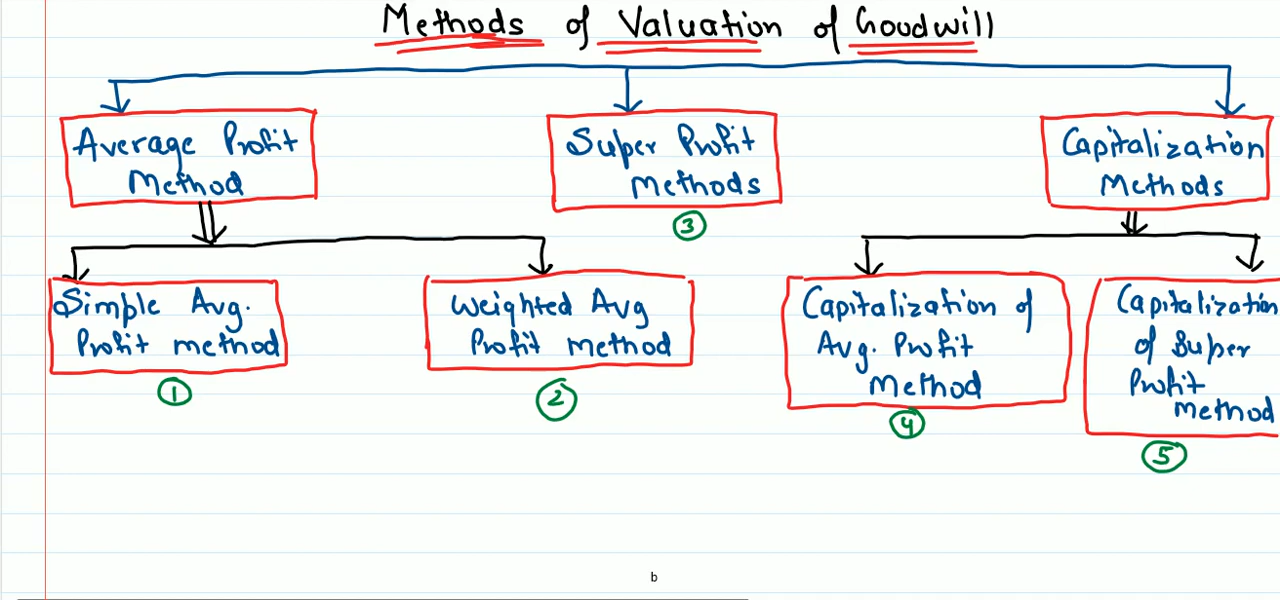 Methods of Valuation of Goodwill
Average Profit
Method
Super Profit
Methods
③
Capitalization
Methods
Simple Avg.
Profit method
①
Weighted Avg
Profit method
②
Capitalization of
Avg. Profit
Method
④
Capitalization
of Super
Profit
method
⑤
b